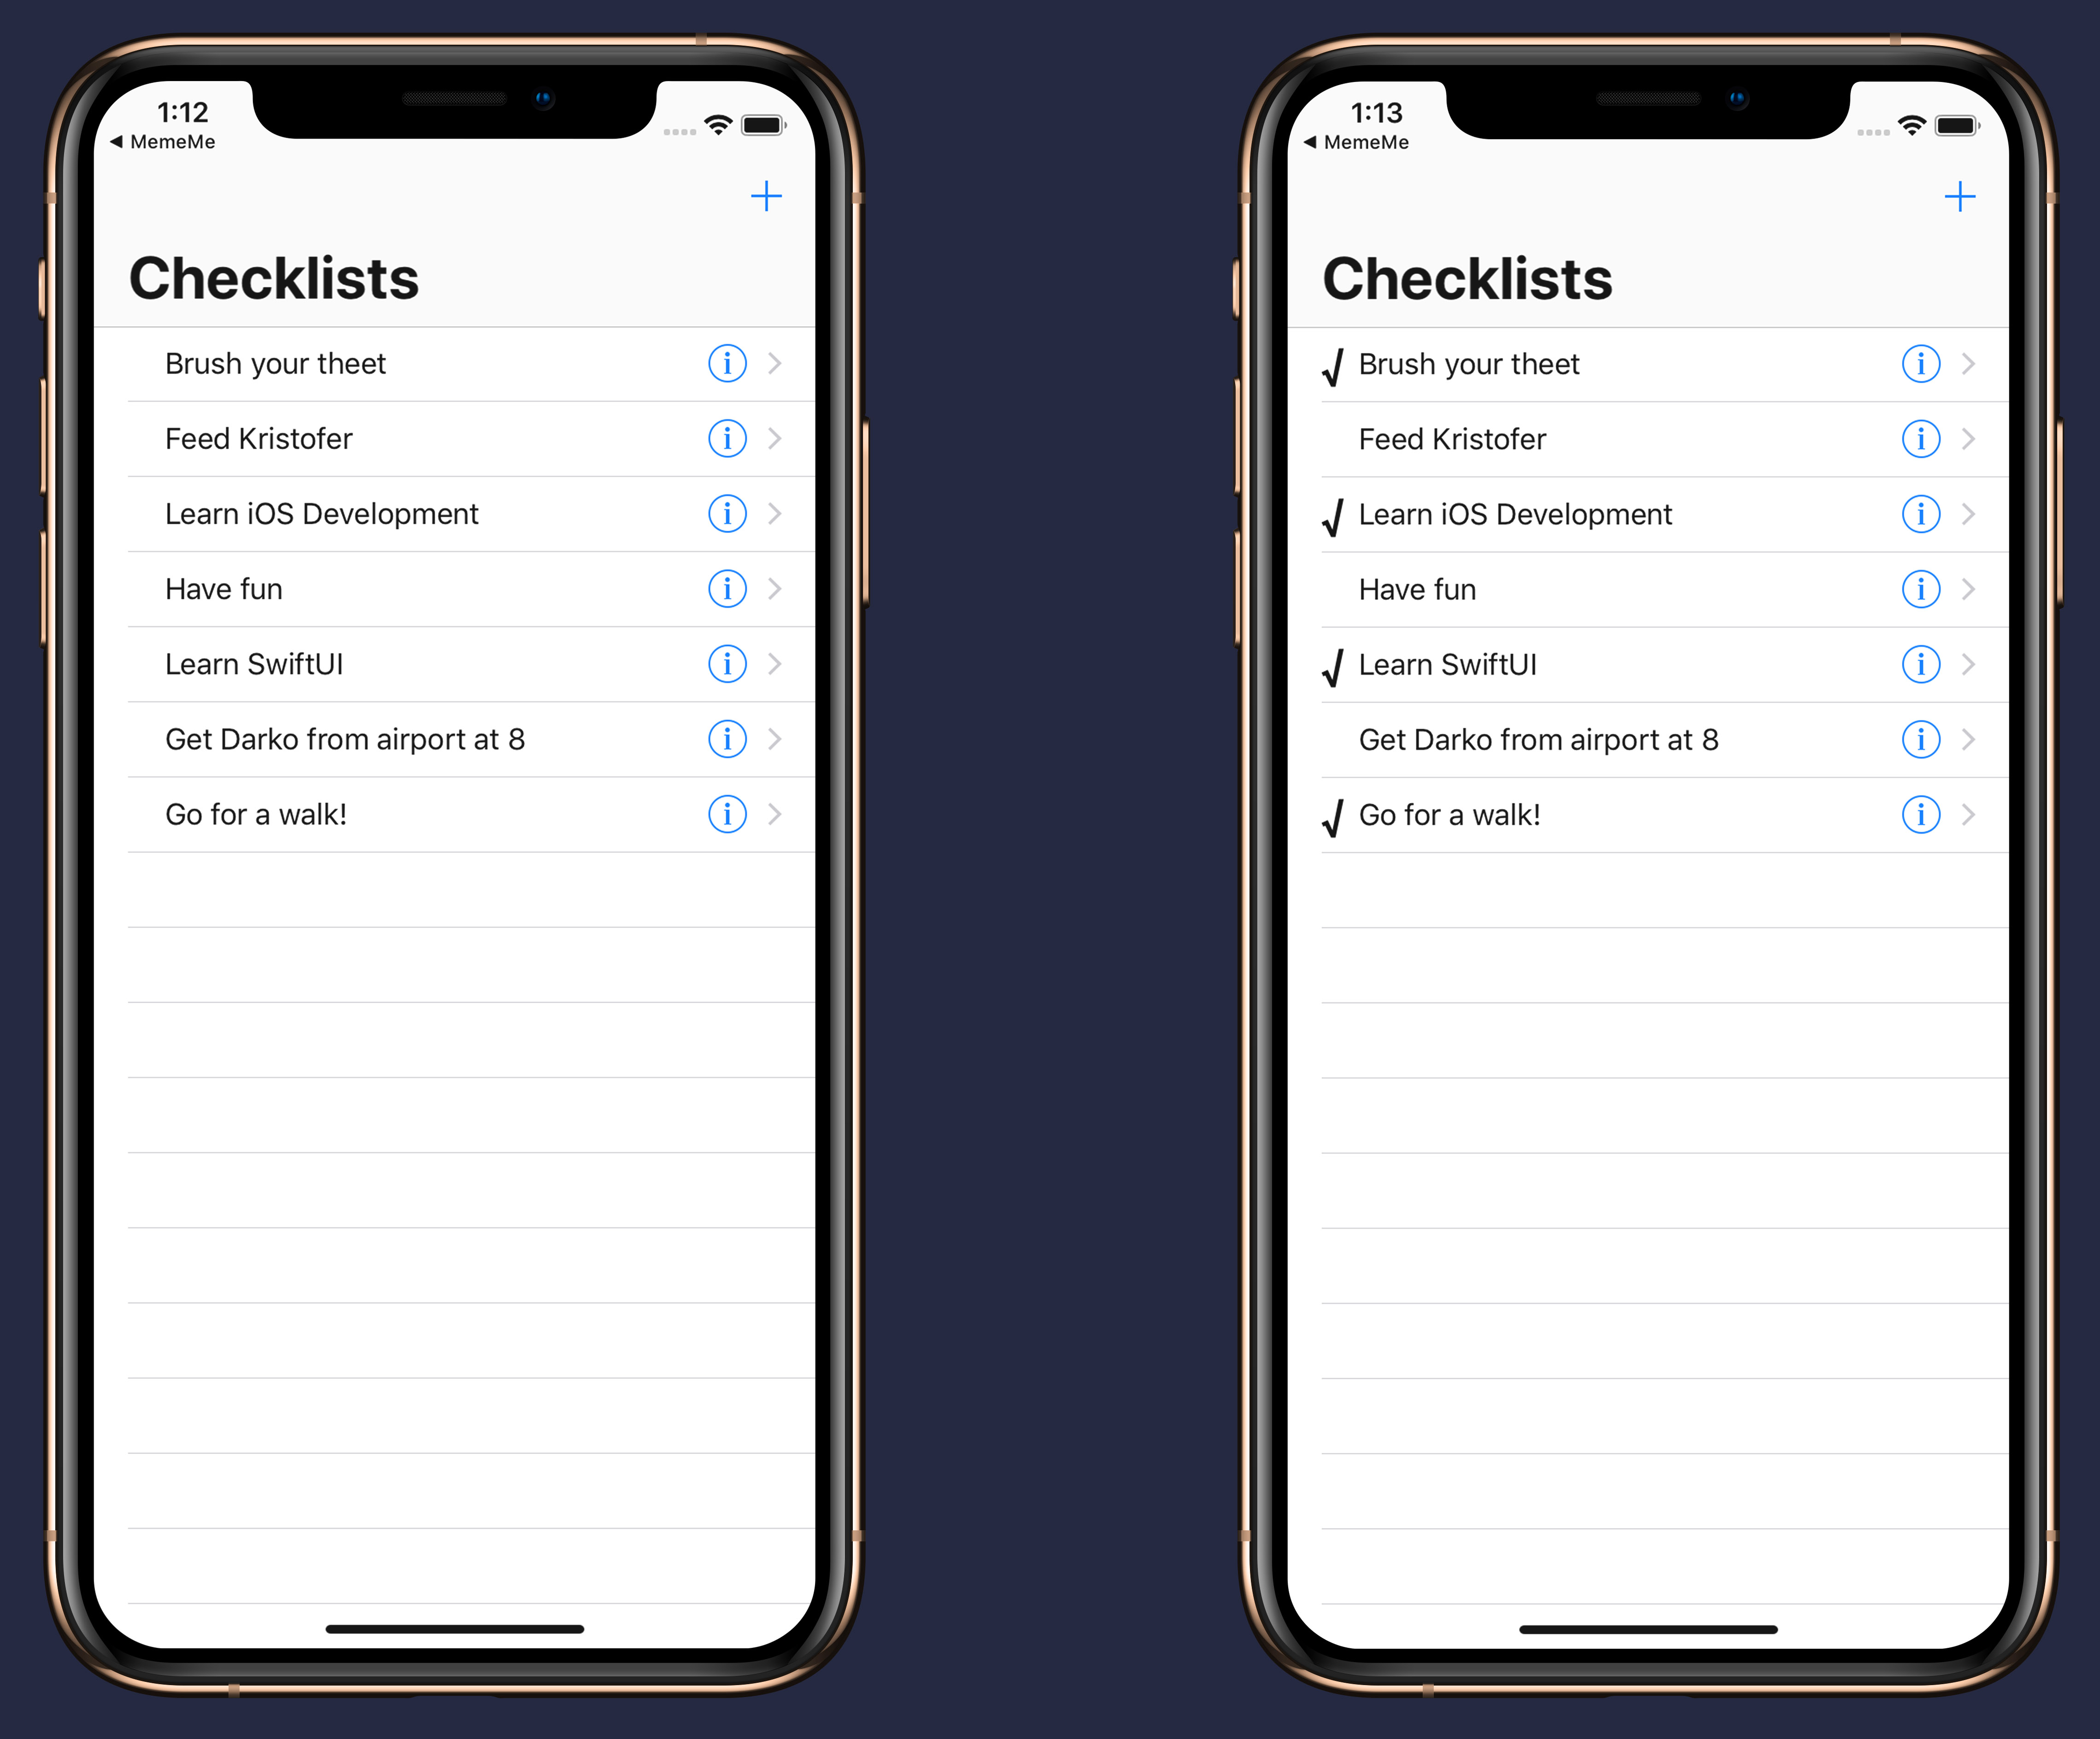 1:12
◀ MemeMe
Checklists
Brush your theet
Feed Kristofer
Learn iOS Development
Have fun
Learn SwiftUI
Get Darko from airport at 8
Go for a walk!
1:13
◀ MemeMe
Checklists
√ Brush your theet
Feed Kristofer
√ Learn iOS Development
Have fun
√ Learn SwiftUI
Get Darko from airport at 8
√ Go for a walk!